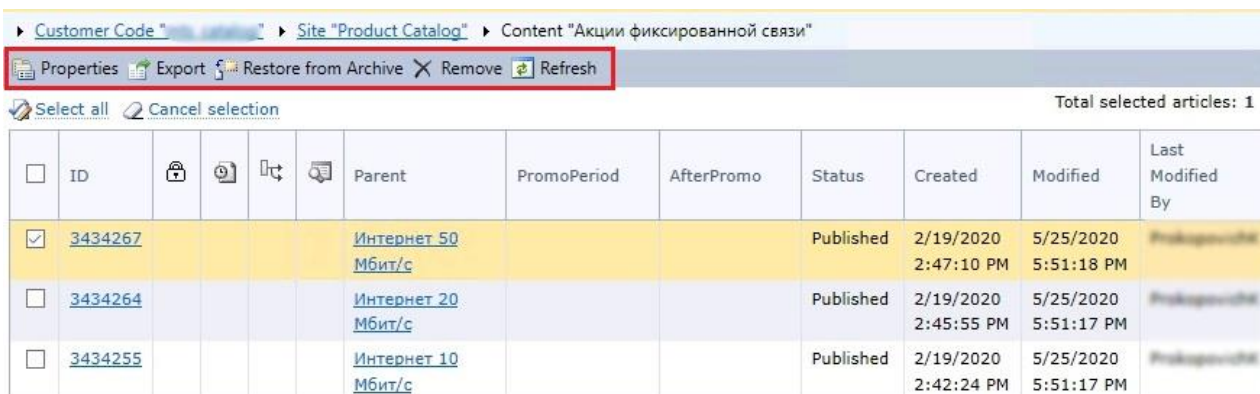 Customer Code " " Site "Product Catalog" Content "Акции фиксированной связи"
Properties Export Restore from Archive Remove Refresh
Select all Cancel selection Total selected articles: 1
ID Parent PromoPeriod AfterPromo Status Created Modified Last Modified By
3434267 Интернет 50 Published 2/19/2020 5/25/2020
Мбит/с 2:47:10 PM 5:51:18 PM
3434264 Интернет 20 Published 2/19/2020 5/25/2020
Мбит/с 2:45:55 PM 5:51:17 PM
3434255 Интернет 10 Published 2/19/2020 5/25/2020
Мбит/с 2:42:24 PM 5:51:17 PM